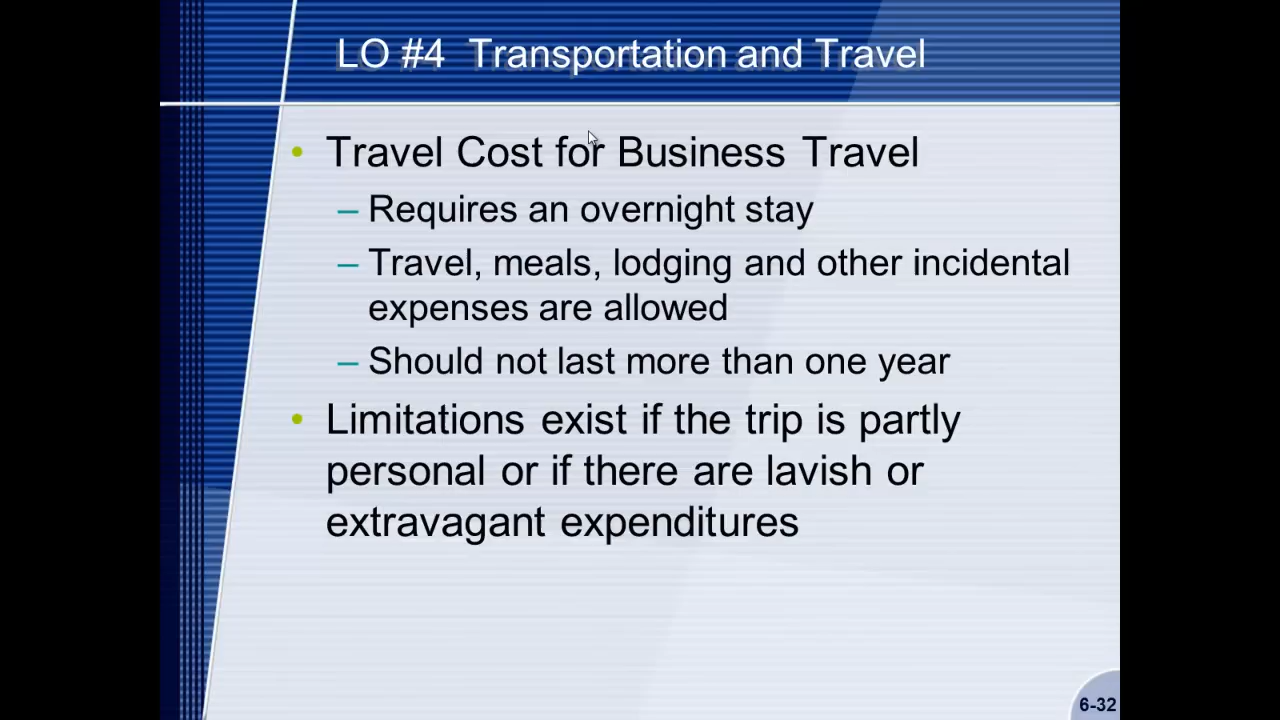 LO #4 Transportation and Travel
• Travel Cost for Business Travel
– Requires an overnight stay
– Travel, meals, lodging and other incidental
expenses are allowed
– Should not last more than one year
• Limitations exist if the trip is partly
personal or if there are lavish or
extravagant expenditures
6-32